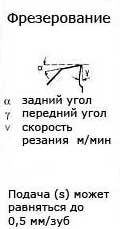 Фрезерование
α
γ
α задний угол
γ передний угол
v скорость
резания м/мин
Подача (s) может
равняться до
0,5 мм/зуб